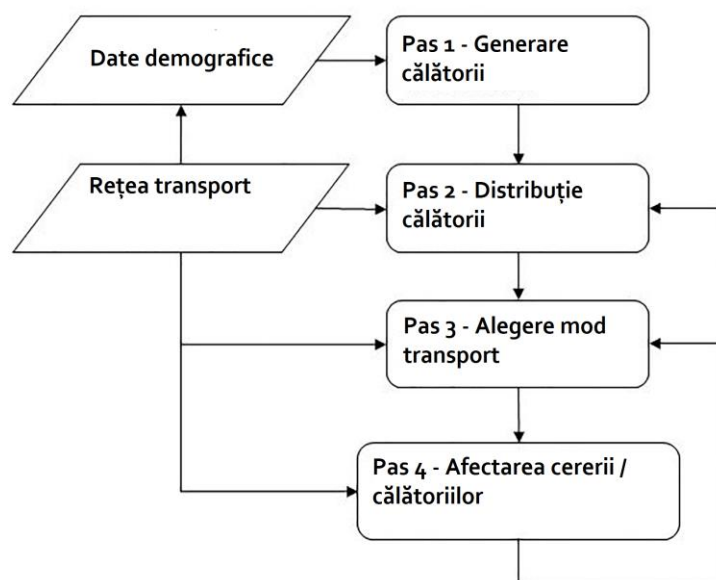 Date demografice
Pas 1 - Generare
călătorii
Rețea transport
Pas 2 - Distribuție
călătorii
Pas 3 - Alegere mod
transport
Pas 4 - Afectarea cererii /
călătoriilor